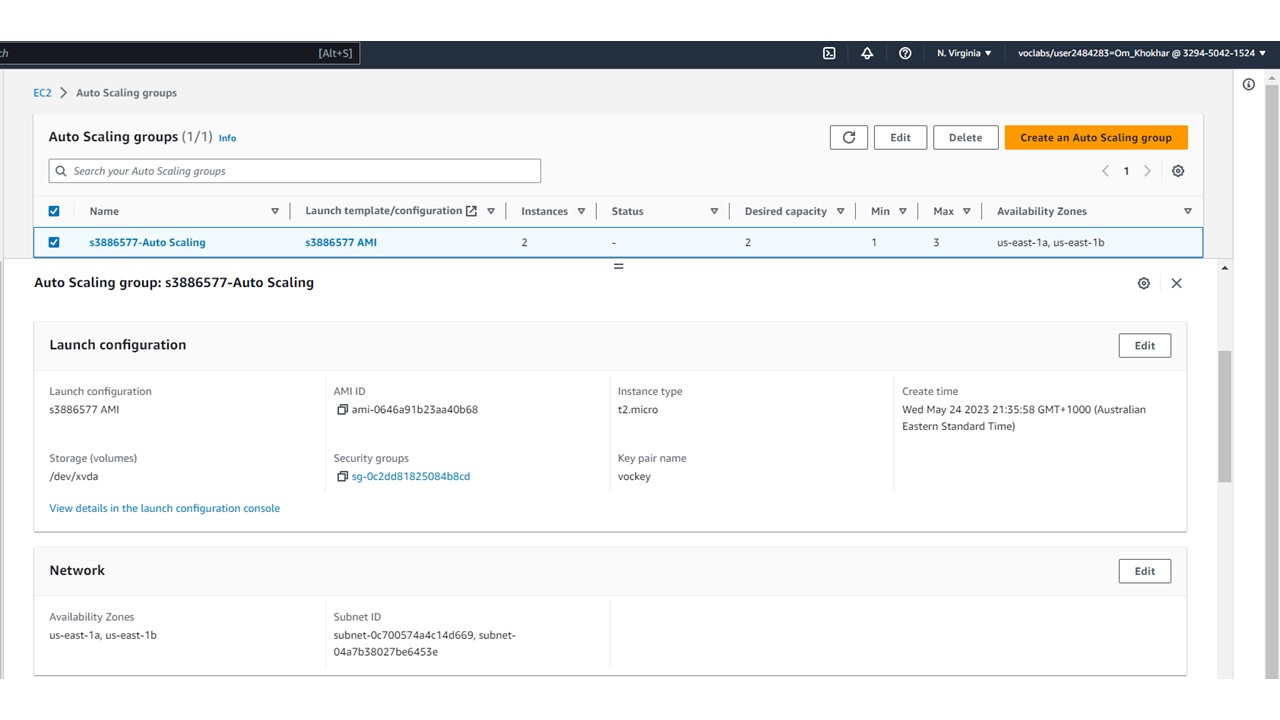 ch [Alt+S] N. Virginia ▼ voclabs/user2484283=Om_Khokhar @ 3294-5042-1524 ▼
EC2 > Auto Scaling groups
Auto Scaling groups (1/1) Info Edit Delete Create an Auto Scaling group
Search your Auto Scaling groups 1
Name Launch template/configuration Instances Status Desired capacity Min Max Availability Zones
s3886577-Auto Scaling s3886577 AMI 2 - 2 1 3 us-east-1a, us-east-1b
Auto Scaling group: s3886577-Auto Scaling
Launch configuration Edit
Launch configuration AMI ID Instance type Create time
s3886577 AMI ami-0646a91b23aa40b68 t2.micro Wed May 24 2023 21:35:58 GMT+1000 (Australian
Eastern Standard Time)
Storage (volumes) Security groups Key pair name
/dev/xvda sg-0c2dd81825084b8cd vockey
View details in the launch configuration console
Network Edit
Availability Zones Subnet ID
us-east-1a, us-east-1b subnet-0c700574a4c14d669, subnet-
04a7b38027be6453e